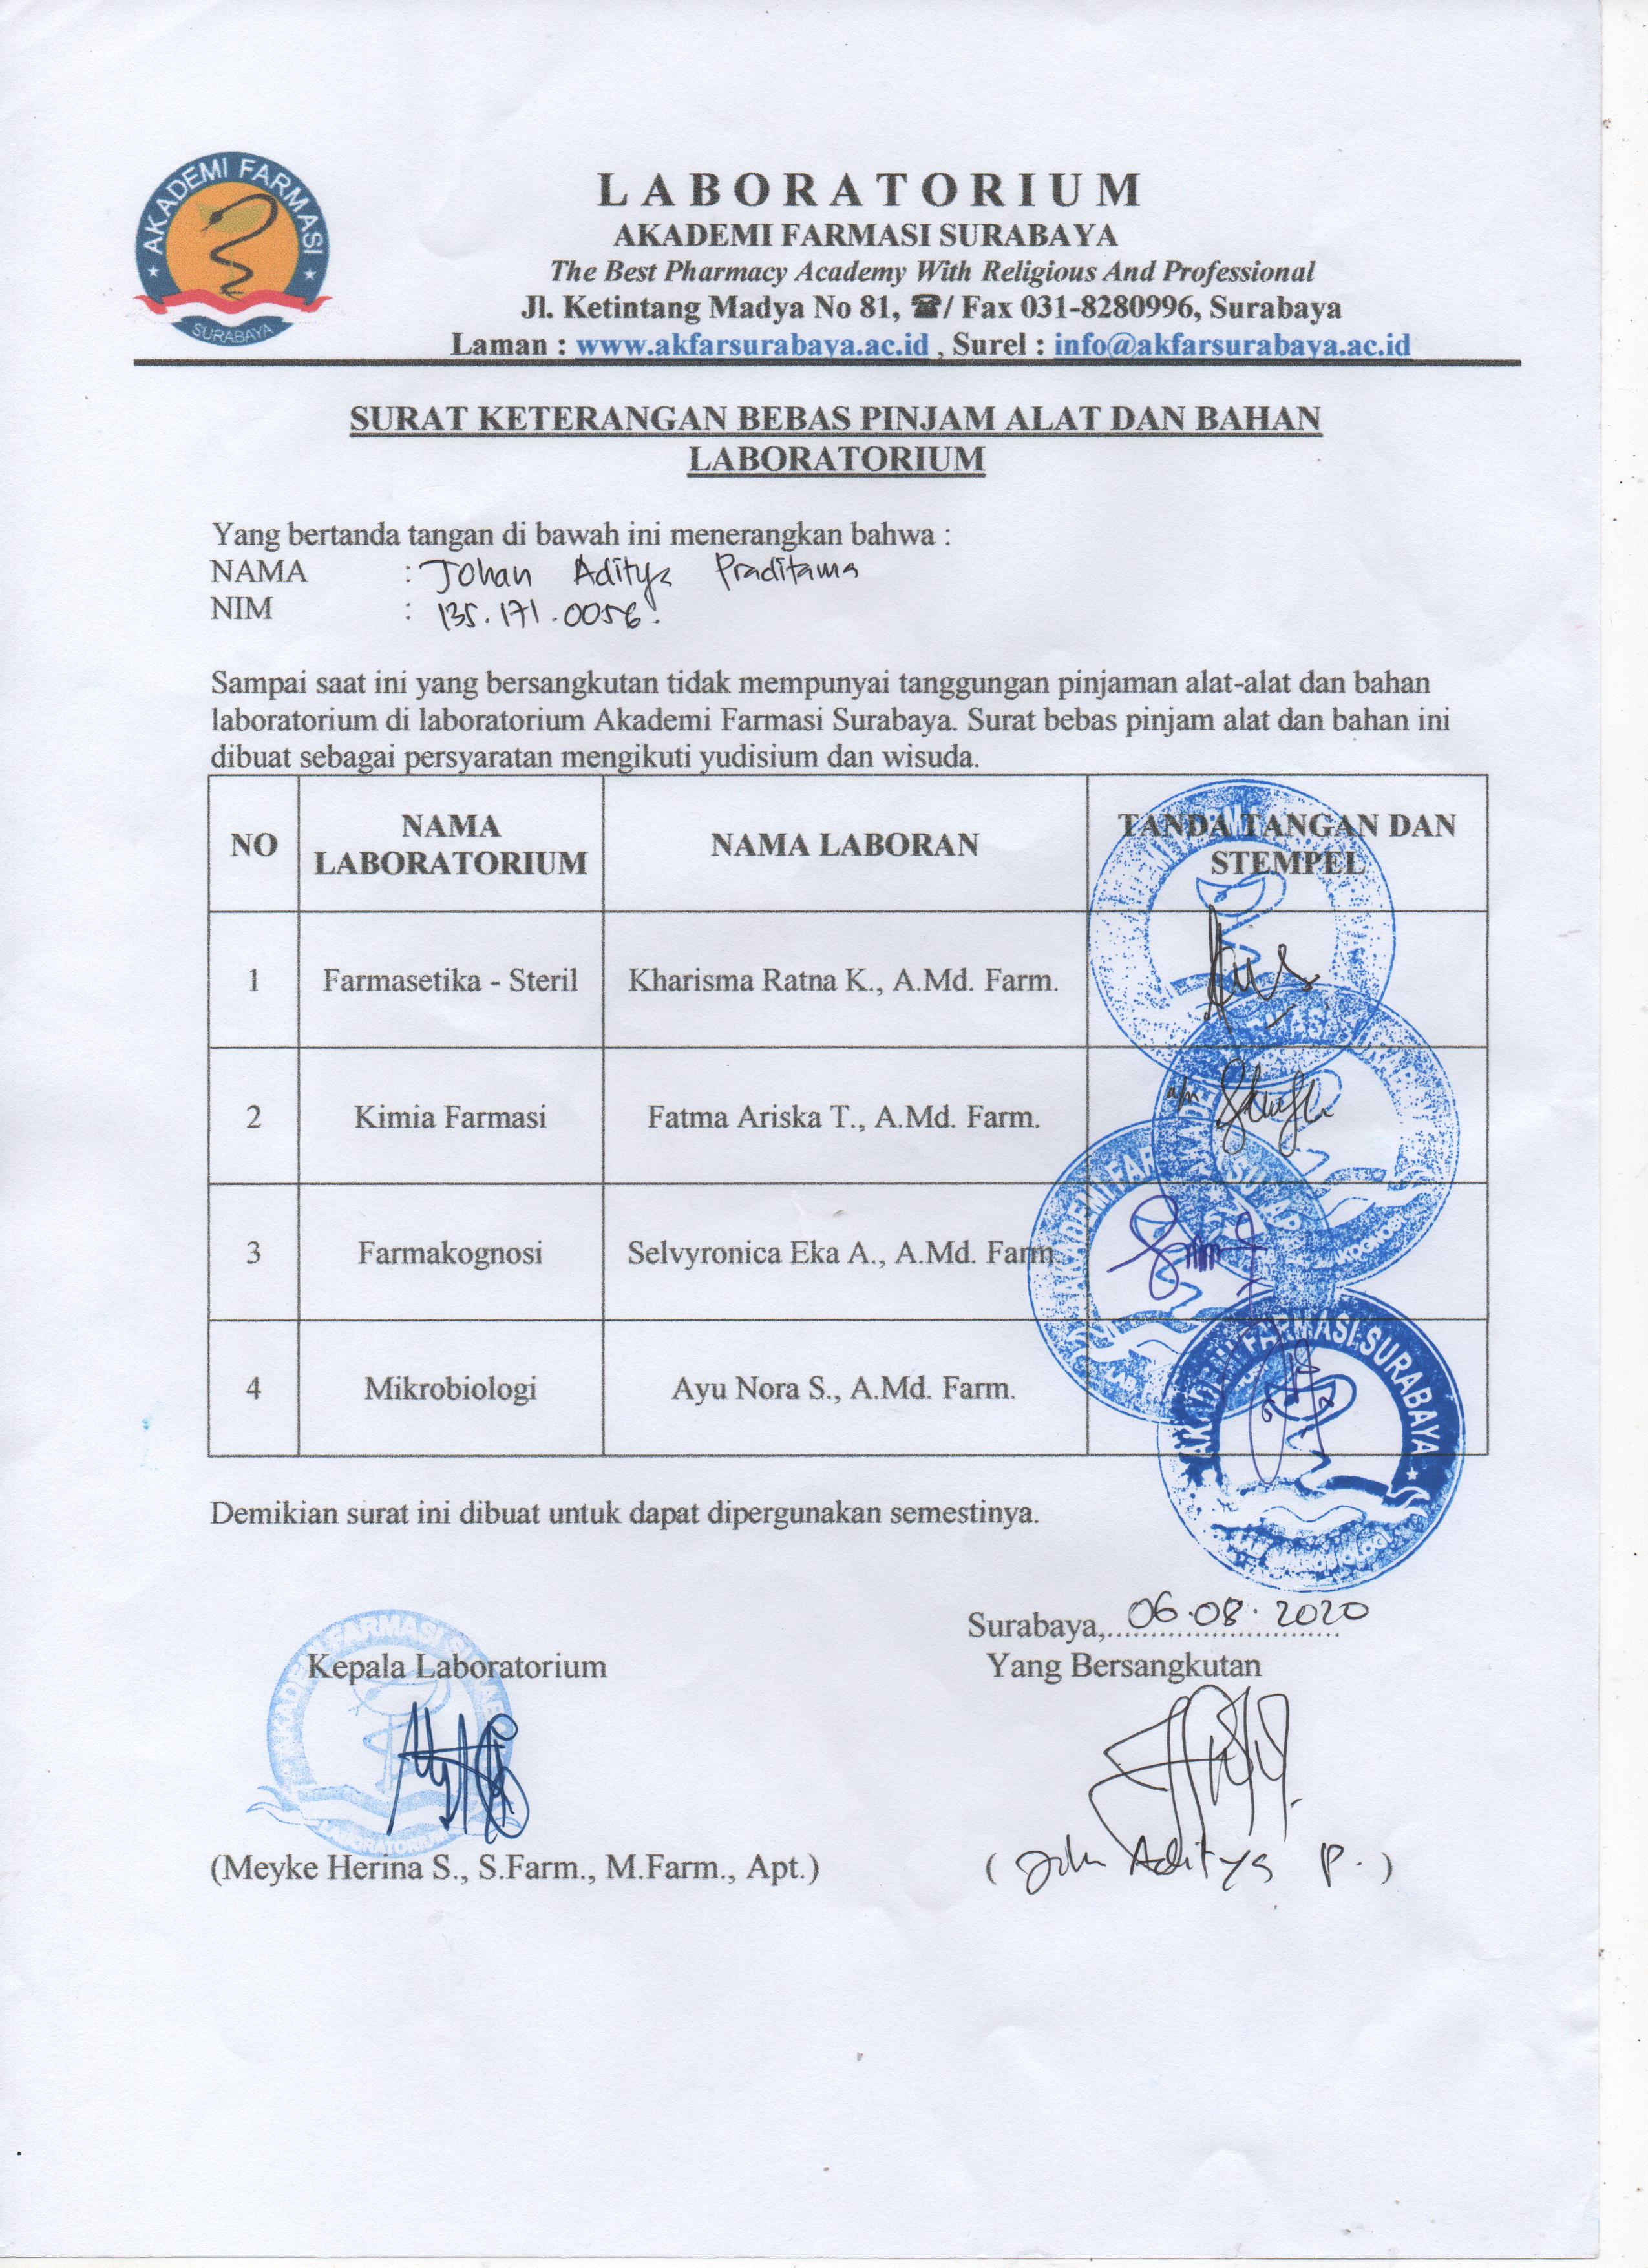 AKADEMI FARMASI
SURABAYA
LABORATORIUM
AKADEMI FARMASI SURABAYA
The Best Pharmacy Academy With Religious And Professional
Jl. Ketintang Madya No 81, ☎/ Fax 031-8280996, Surabaya
Laman : www.akfarsurabaya.ac.id , Surel : info@akfarsurabaya.ac.id
SURAT KETERANGAN BEBAS PINJAM ALAT DAN BAHAN
LABORATORIUM
Yang bertanda tangan di bawah ini menerangkan bahwa :
NAMA : Johan Aditya Praditama
NIM : 135.171.0056.
Sampai saat ini yang bersangkutan tidak mempunyai tanggungan pinjaman alat-alat dan bahan
laboratorium di laboratorium Akademi Farmasi Surabaya. Surat bebas pinjam alat dan bahan ini
dibuat sebagai persyaratan mengikuti yudisium dan wisuda.
NO NAMA LABORATORIUM NAMA LABORAN TANDA TANGAN DAN STEMPEL
1 Farmasetika - Steril Kharisma Ratna K., A.Md. Farm.
2 Kimia Farmasi Fatma Ariska T., A.Md. Farm. a/n
3 Farmakognosi Selvyronica Eka A., A.Md. Farm.
4 Mikrobiologi Ayu Nora S., A.Md. Farm.
AKADEMI FARMASI SURABAYA
Demikian surat ini dibuat untuk dapat dipergunakan semestinya.
Surabaya,06.08.2020
Kepala Laboratorium Yang Bersangkutan
LABORATORIUM
(Meyke Herina S., S.Farm., M.Farm., Apt.) ( Aditya P. )